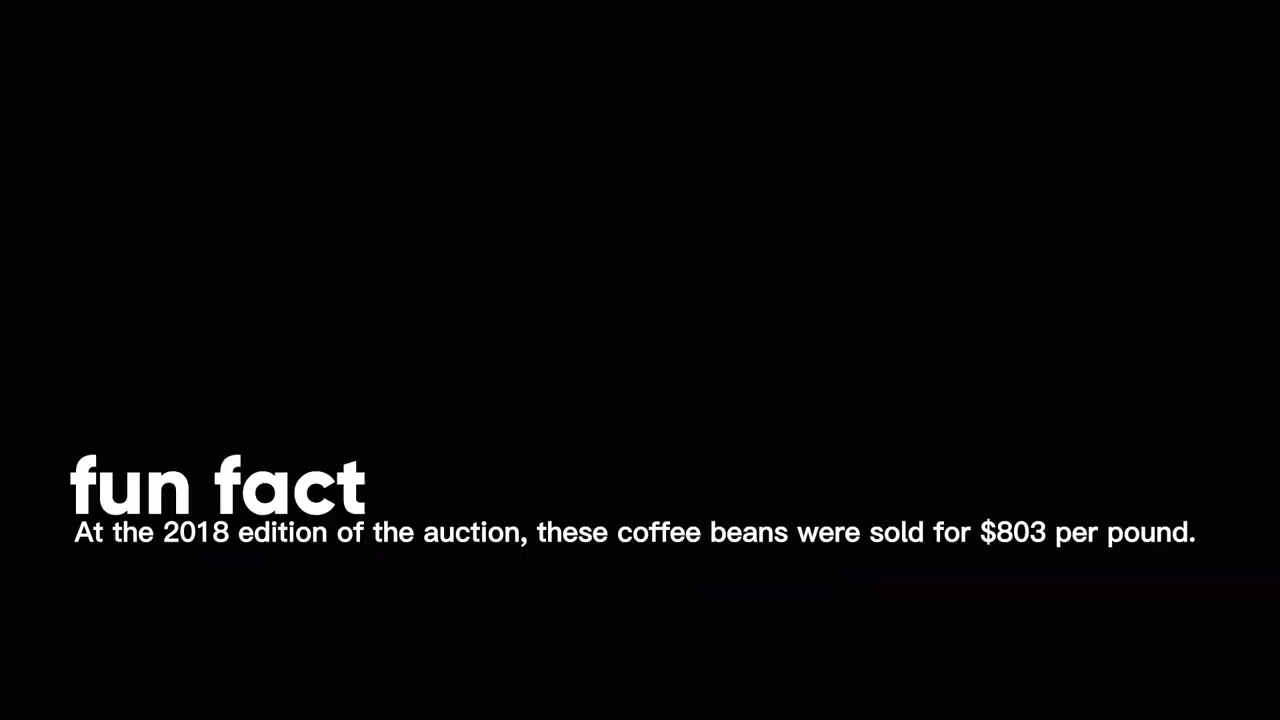 fun fact
At the 2018 edition of the auction, these coffee beans were sold for $803 per pound.